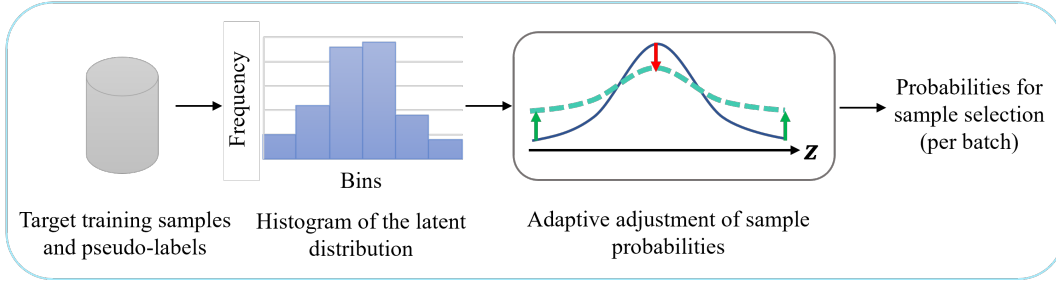 Target training samples
and pseudo-labels
Frequency
Bins
Histogram of the latent
distribution
z
Adaptive adjustment of sample
probabilities
Probabilities for
sample selection
(per batch)